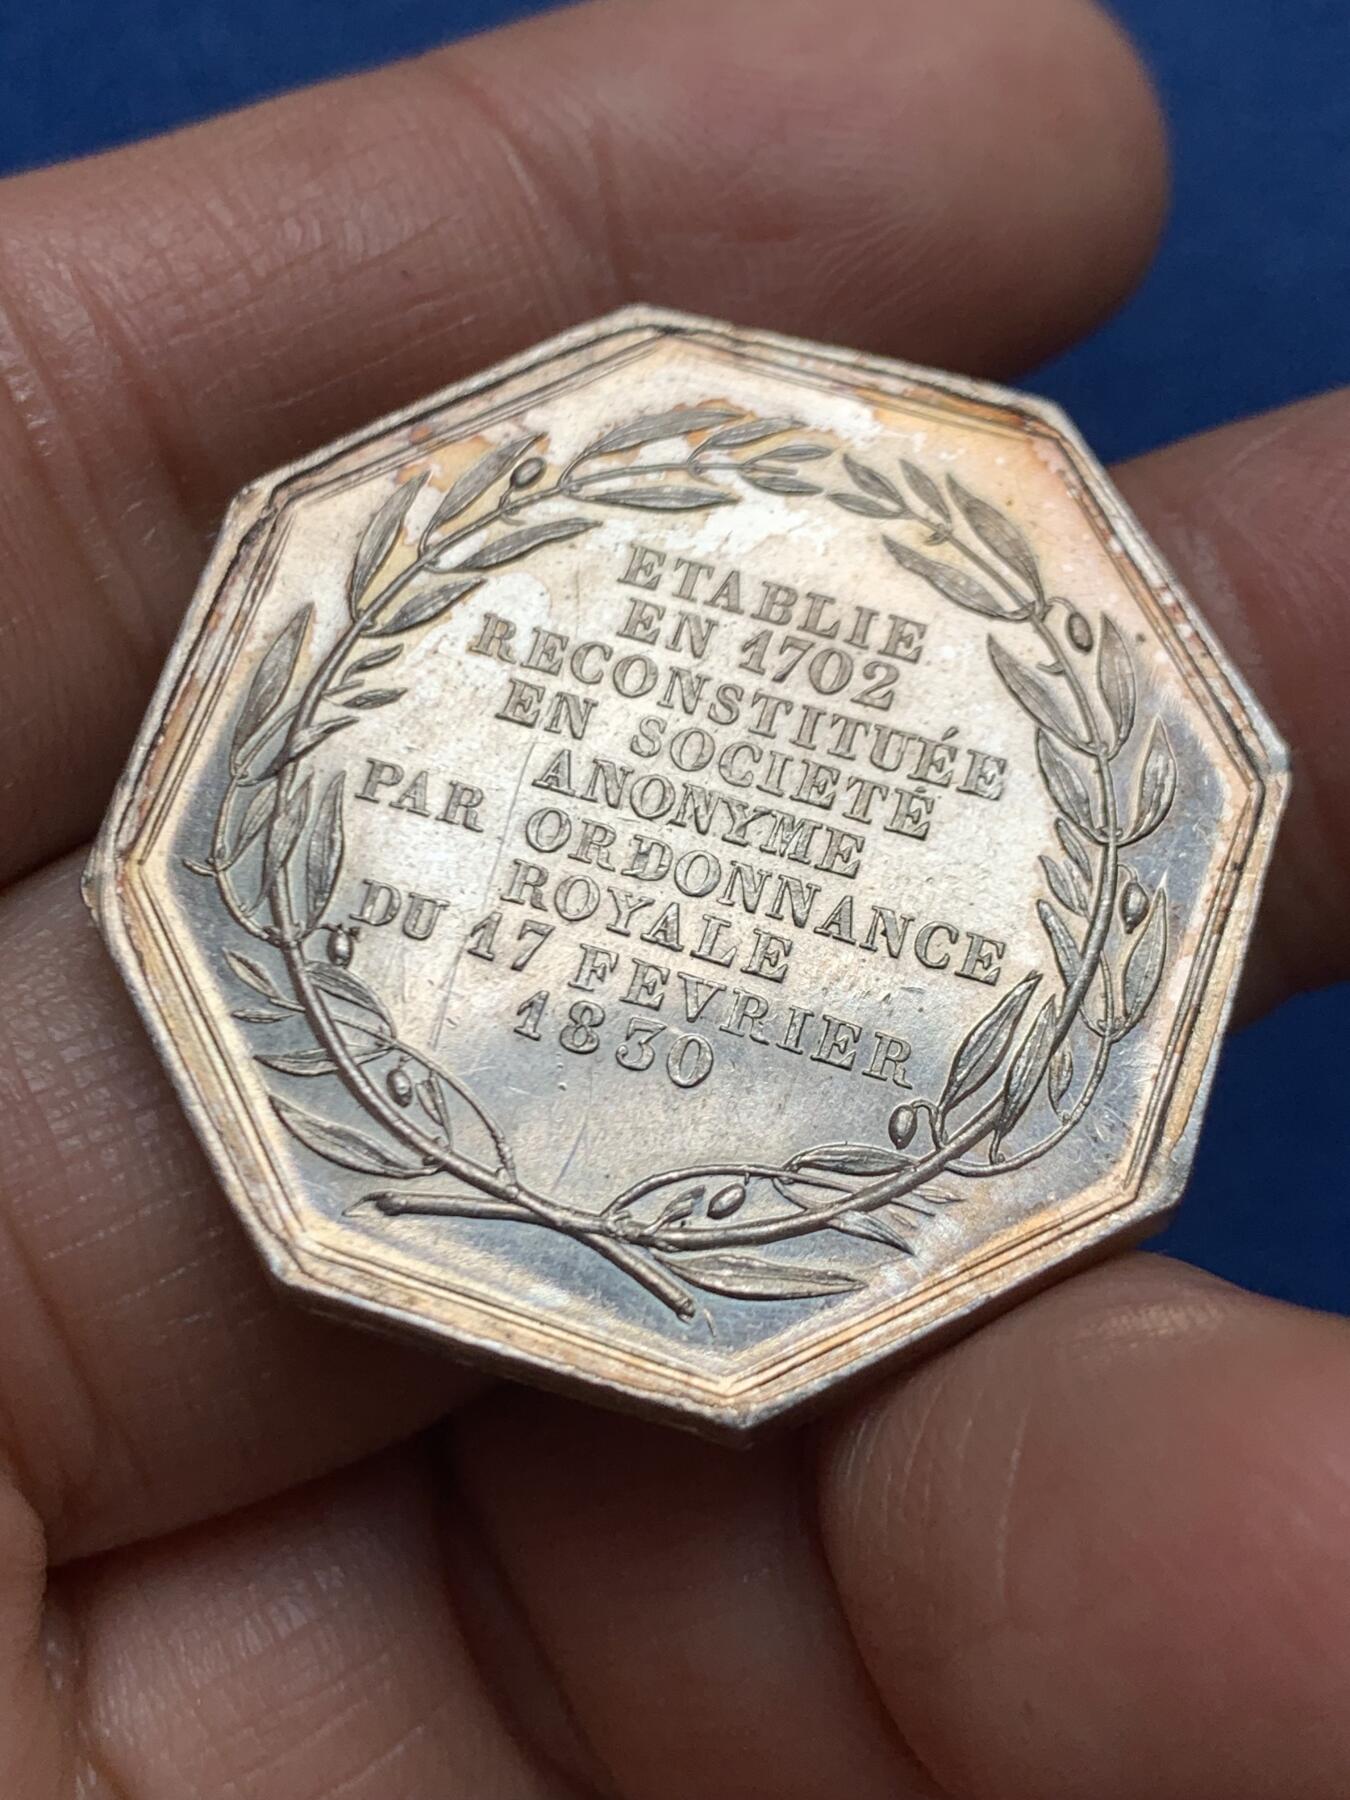 ETABLIE
EN 1702
RECONSTITUÉE
EN SOCIETÉ
ANONYME
PAR ORDONNANCE
ROYALE
DU 17 FEVRIER
1830